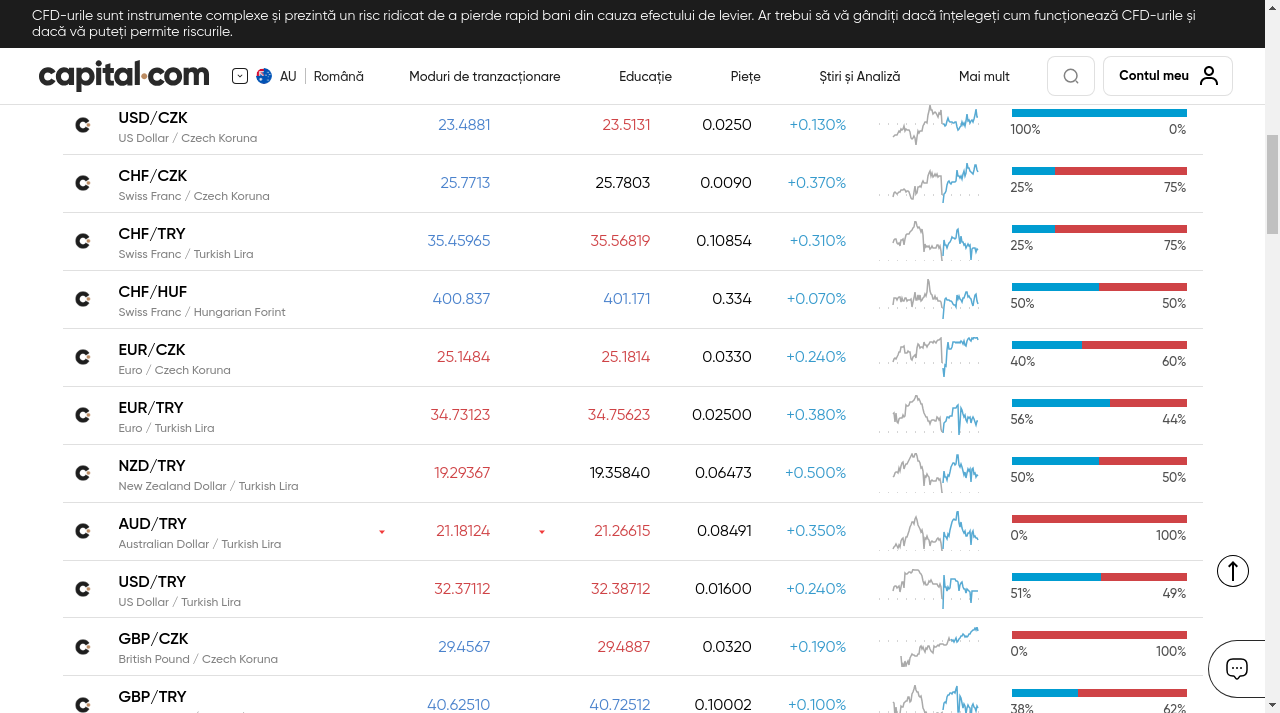 CFD-urile sunt instrumente complexe și prezintă un risc ridicat de a pierde rapid bani din cauza efectului de levier. Ar trebui să vă gândiți dacă înțelegeți cum funcționează CFD-urile și
dacă vă puteți permite riscurile.
capital.com AU Română Moduri de tranzacționare Educație Piețe Știri și Analiză Mai mult Contul meu
USD/CZK 23.4881 23.5131 0.0250 +0.130%
US Dollar / Czech Koruna 100% 0%
CHF/CZK 25.7713 25.7803 0.0090 +0.370%
Swiss Franc / Czech Koruna 25% 75%
CHF/TRY 35.45965 35.56819 0.10854 +0.310%
Swiss Franc / Turkish Lira 25% 75%
CHF/HUF 400.837 401.171 0.334 +0.070%
Swiss Franc / Hungarian Forint 50% 50%
EUR/CZK 25.1484 25.1814 0.0330 +0.240%
Euro / Czech Koruna 40% 60%
EUR/TRY 34.73123 34.75623 0.02500 +0.380%
Euro / Turkish Lira 56% 44%
NZD/TRY 19.29367 19.35840 0.06473 +0.500%
New Zealand Dollar / Turkish Lira 50% 50%
AUD/TRY 21.18124 21.26615 0.08491 +0.350%
Australian Dollar / Turkish Lira 0% 100%
USD/TRY 32.37112 32.38712 0.01600 +0.240%
US Dollar / Turkish Lira 51% 49%
GBP/CZK 29.4567 29.4887 0.0320 +0.190%
British Pound / Czech Koruna 0% 100%
GBP/TRY 40.62510 40.72512 0.10002 +0.100%
38% 62%